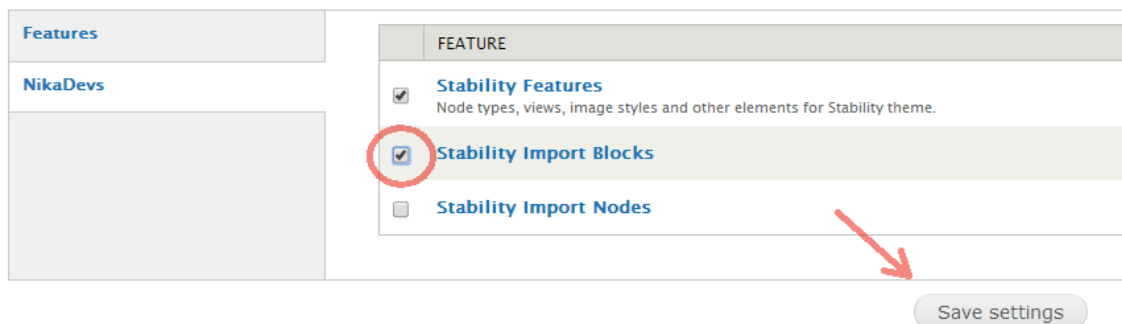 Features
NikaDevs
FEATURE
Stability Features
Node types, views, image styles and other elements for Stability theme.
Stability Import Blocks
Stability Import Nodes
Save settings